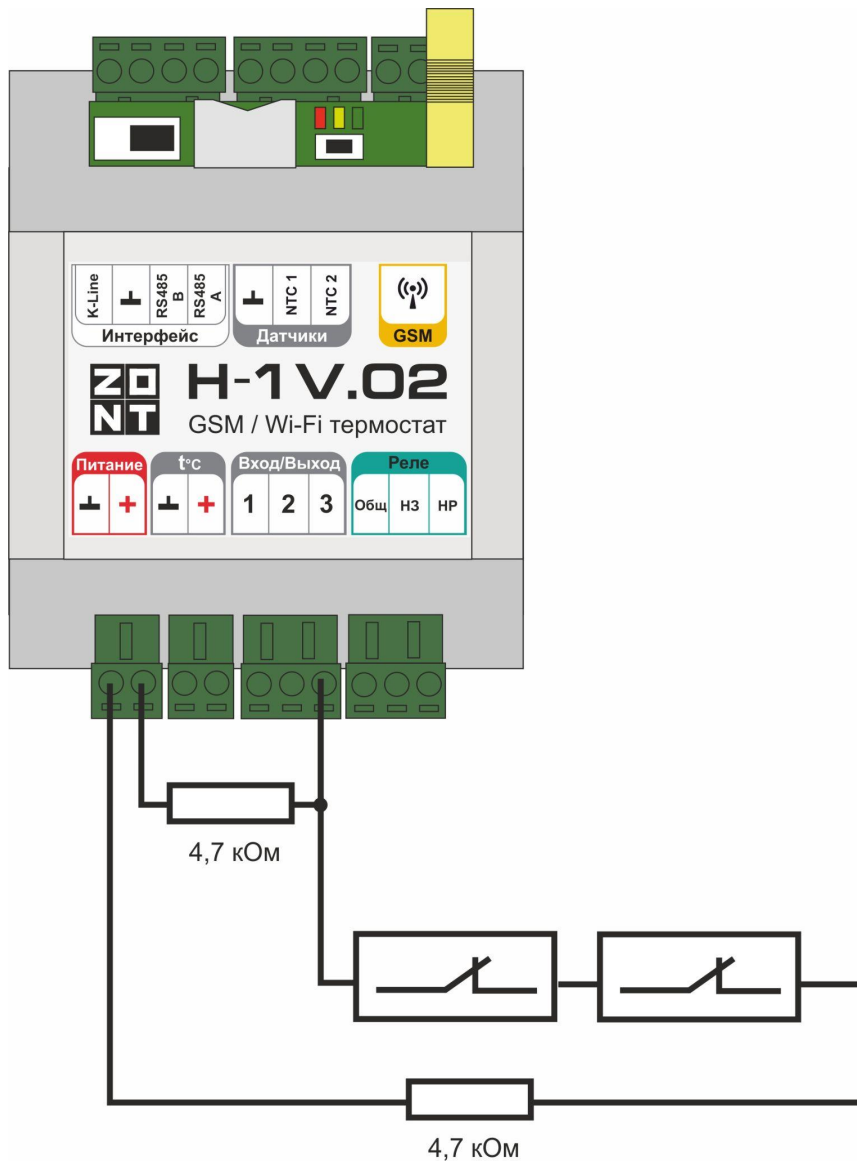 K-Line
RS485 B
RS485 A
NTC 1
NTC 2
Интерфейс
Датчики
GSM
ZONT
H-1V.02
GSM / Wi-Fi термостат
Питание
t°C
Вход/Выход
Реле
+
+
1
2
3
Общ
НЗ
НР
4,7 кОм
4,7 кОм